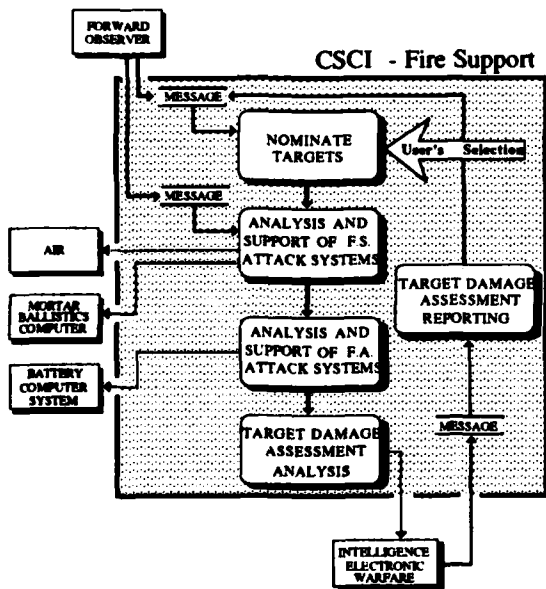 FORWARD
OBSERVER
CSCI - Fire Support
MESSAGE
NOMINATE
TARGETS
User's Selection
MESSAGE
ANALYSIS AND
SUPPORT OF F.S.
ATTACK SYSTEMS
AIR
MORTAR
BALLISTICS
COMPUTER
TARGET DAMAGE
ASSESSMENT
REPORTING
ANALYSIS AND
SUPPORT OF F.A.
ATTACK SYSTEMS
BATTERY
COMPUTER
SYSTEM
MESSAGE
TARGET DAMAGE
ASSESSMENT
ANALYSIS
INTELLIGENCE
ELECTRONIC
WARFARE